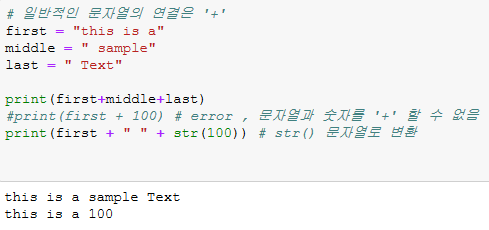 # 일반적인 문자열의 연결은 '+'
first = "this is a"
middle = " sample"
last = " Text"
print(first+middle+last)
#print(first + 100) # error , 문자열과 숫자를 '+' 할 수 없음
print(first + " " + str(100)) # str() 문자열로 변환
this is a sample Text
this is a 100